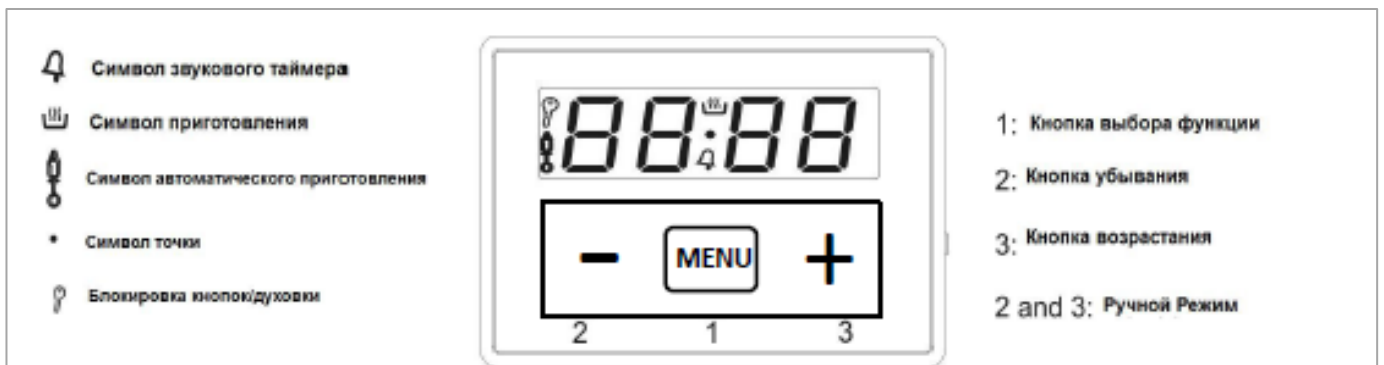 Символ звукового таймера
Символ приготовления
Символ автоматического приготовления
Символ точки
Блокировка кнопок/духовки
88:88
- MENU +
2 1 3
1: Кнопка выбора функции
2: Кнопка убывания
3: Кнопка возрастания
2 and 3: Ручной Режим